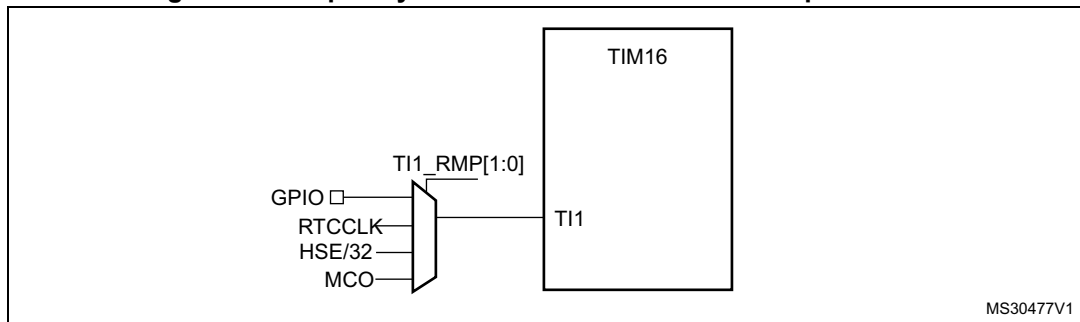 TIM16
TI1_RMP[1:0]
GPIO
RTCCLK
TI1
HSE/32
MCO
MS30477V1